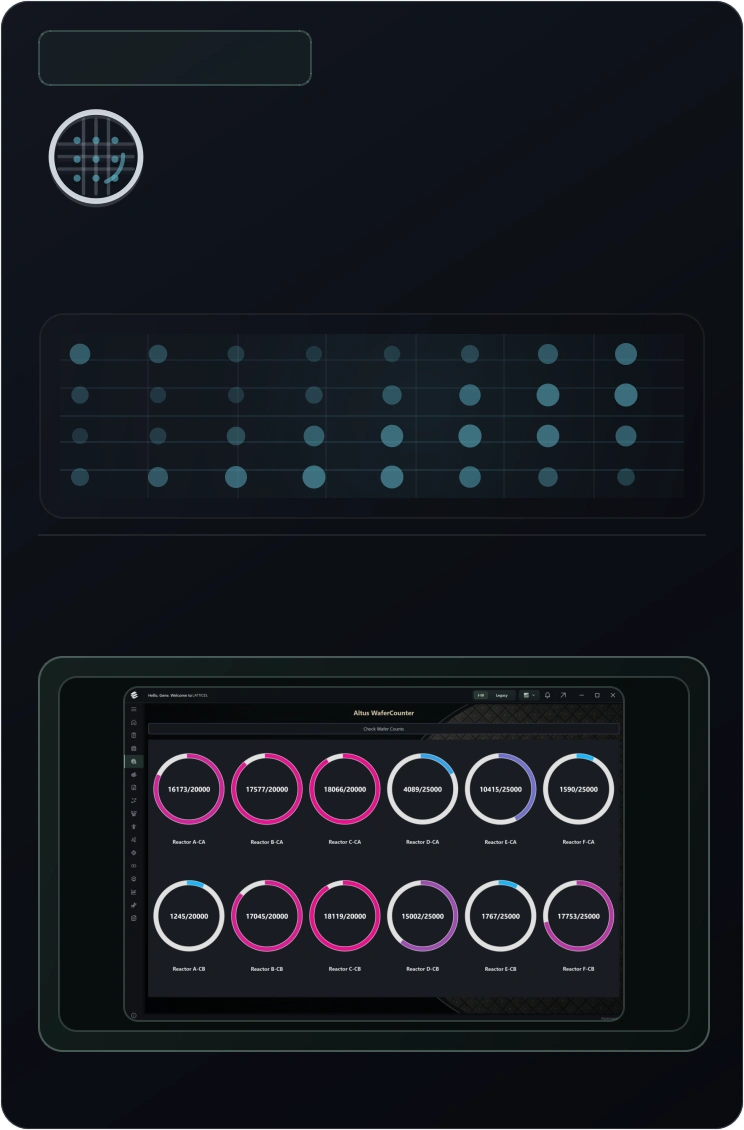 Hello, Gene. Welcome to LATTICES.
Legacy
Altus WaferCounter
Check Wafer Counts
16173/20000 17577/20000 18066/20000 4089/25000 10415/25000 1590/25000
Reactor A-CA Reactor B-CA Reactor C-CA Reactor D-CA Reactor E-CA Reactor F-CA
1245/20000 17045/20000 18119/20000 15002/25000 1767/25000 17753/25000
Reactor A-CB Reactor B-CB Reactor C-CB Reactor D-CB Reactor E-CB Reactor F-CB